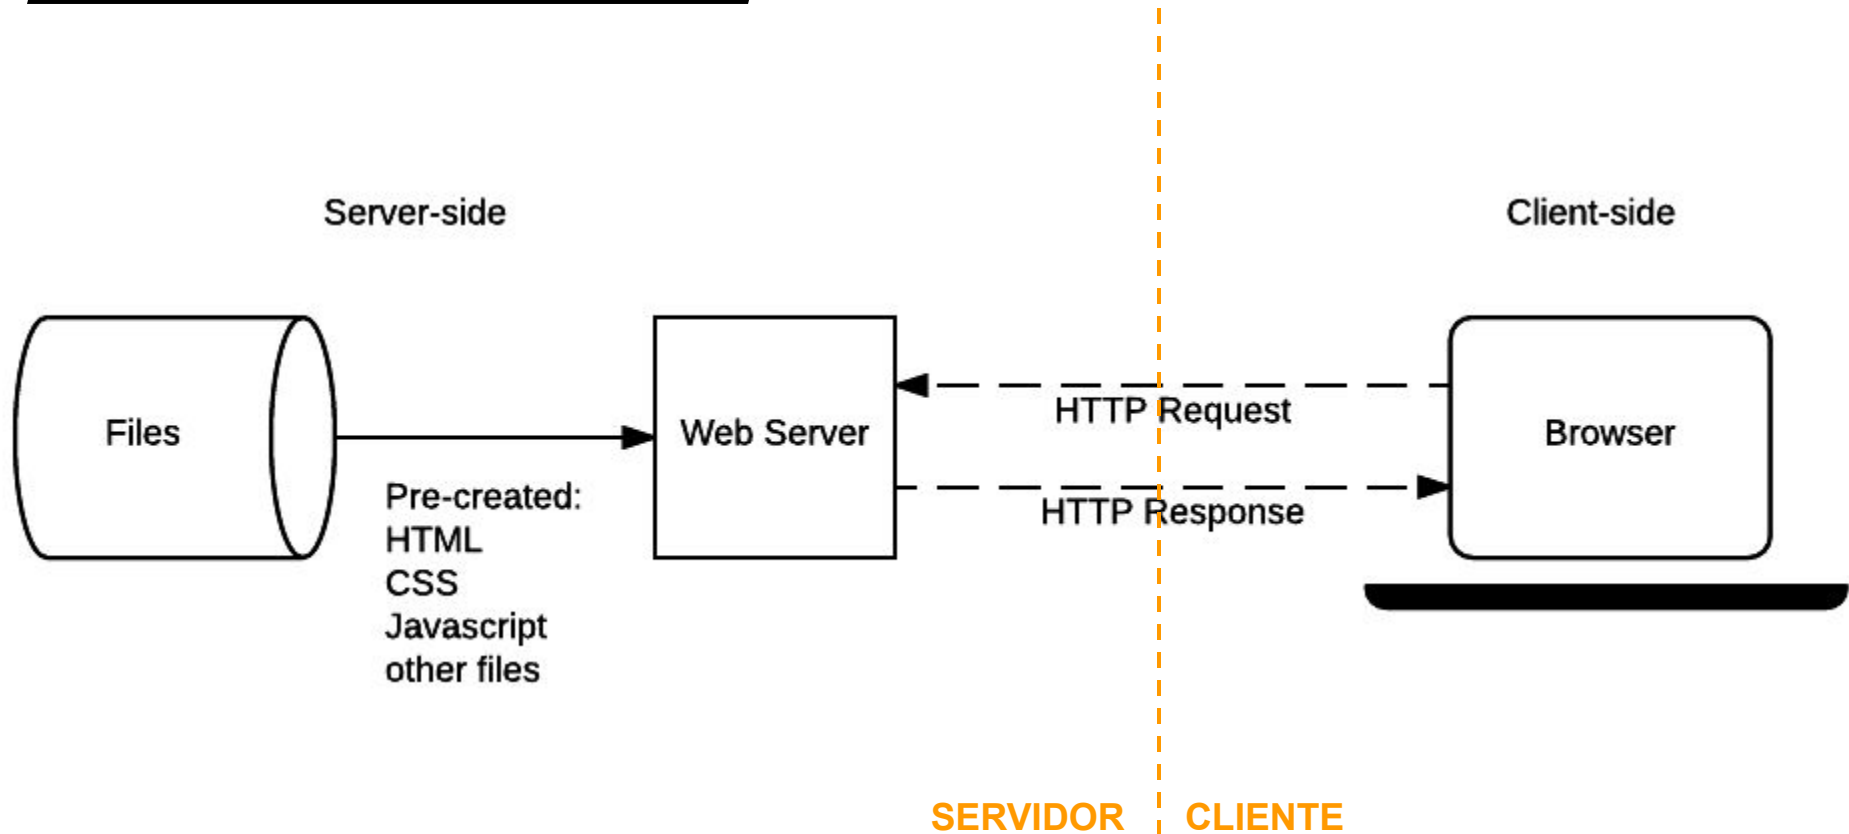 Server-side
Client-side
Files
Web Server
HTTP Request
HTTP Response
Browser
Pre-created:
HTML
CSS
Javascript
other files
SERVIDOR
CLIENTE